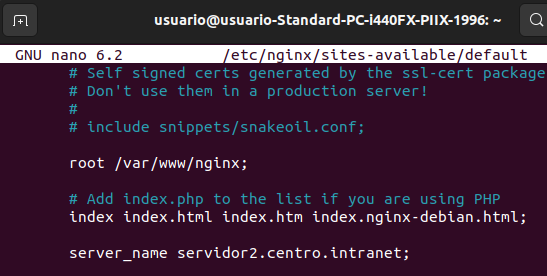 usuario@usuario-Standard-PC-i440FX-PIIX-1996: ~
GNU nano 6.2 /etc/nginx/sites-available/default
# Self signed certs generated by the ssl-cert package
# Don't use them in a production server!
#
# include snippets/snakeoil.conf;
root /var/www/nginx;
# Add index.php to the list if you are using PHP
index index.html index.htm index.nginx-debian.html;
server_name servidor2.centro.intranet;